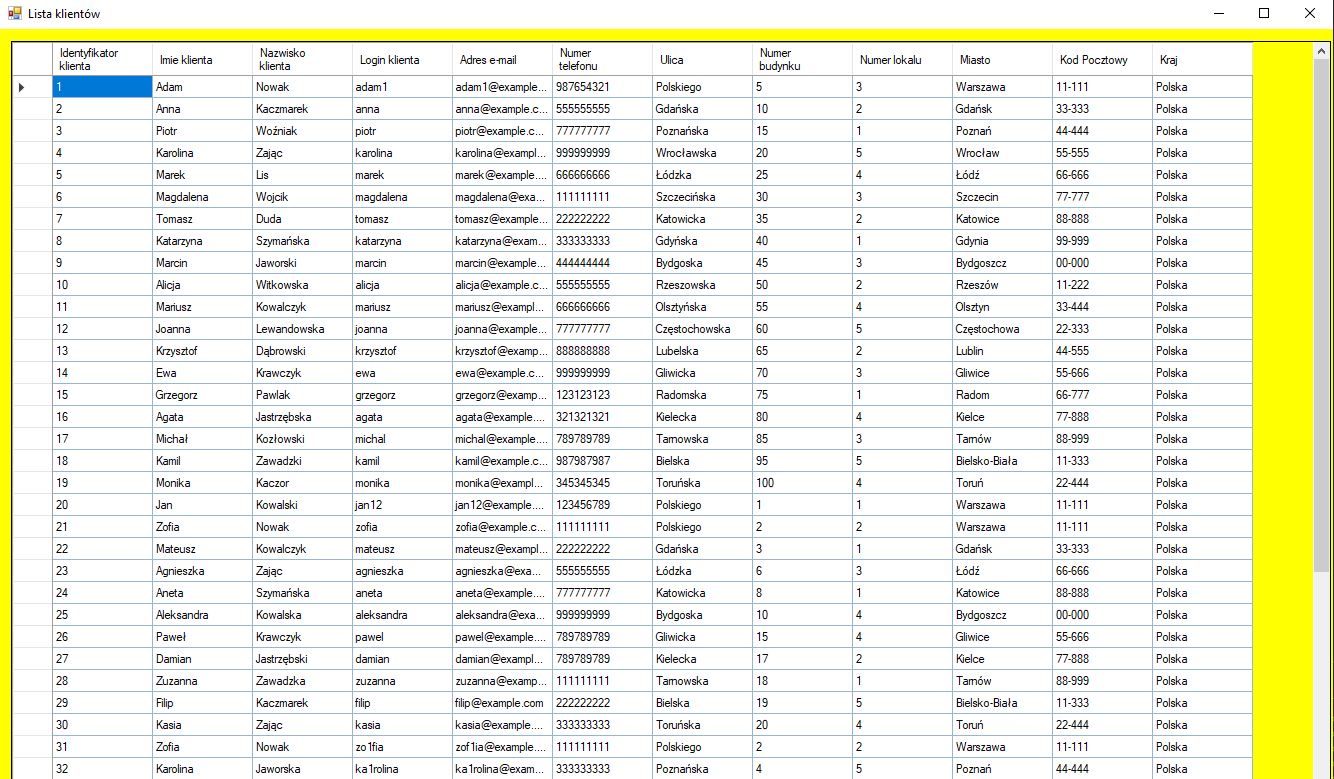 Lista klientów
Identyfikator klienta Imie klienta Nazwisko klienta Login klienta Adres e-mail Numer telefonu Ulica Numer budynku Numer lokalu Miasto Kod Pocztowy Kraj
1 Adam Nowak adam1 adam1@example... 987654321 Polskiego 5 3 Warszawa 11-111 Polska
2 Anna Kaczmarek anna anna@example.c... 555555555 Gdańska 10 2 Gdańsk 33-333 Polska
3 Piotr Woźniak piotr piotr@example.c... 777777777 Poznańska 15 1 Poznań 44-444 Polska
4 Karolina Zając karolina karolina@exampl... 999999999 Wrocławska 20 5 Wrocław 55-555 Polska
5 Marek Lis marek marek@example.... 666666666 Łódzka 25 4 Łódź 66-666 Polska
6 Magdalena Wojcik magdalena magdalena@exa... 111111111 Szczecińska 30 3 Szczecin 77-777 Polska
7 Tomasz Duda tomasz tomasz@example... 222222222 Katowicka 35 2 Katowice 88-888 Polska
8 Katarzyna Szymańska katarzyna katarzyna@exam... 333333333 Gdyńska 40 1 Gdynia 99-999 Polska
9 Marcin Jaworski marcin marcin@example.... 444444444 Bydgoska 45 3 Bydgoszcz 00-000 Polska
10 Alicja Witkowska alicja alicja@example.c... 555555555 Rzeszowska 50 2 Rzeszów 11-222 Polska
11 Mariusz Kowalczyk mariusz mariusz@exampl... 666666666 Olsztyńska 55 4 Olsztyn 33-444 Polska
12 Joanna Lewandowska joanna joanna@example... 777777777 Częstochowska 60 5 Częstochowa 22-333 Polska
13 Krzysztof Dąbrowski krzysztof krzysztof@examp... 888888888 Lubelska 65 2 Lublin 44-555 Polska
14 Ewa Krawczyk ewa ewa@example.c... 999999999 Gliwicka 70 3 Gliwice 55-666 Polska
15 Grzegorz Pawlak grzegorz grzegorz@examp... 123123123 Radomska 75 1 Radom 66-777 Polska
16 Agata Jastrzębska agata agata@example.... 321321321 Kielecka 80 4 Kielce 77-888 Polska
17 Michał Kozłowski michal michal@example.... 789789789 Tarnowska 85 3 Tarnów 88-999 Polska
18 Kamil Zawadzki kamil kamil@example.c... 987987987 Bielska 95 5 Bielsko-Biała 11-333 Polska
19 Monika Kaczor monika monika@exampl... 345345345 Toruńska 100 4 Toruń 22-444 Polska
20 Jan Kowalski jan12 jan12@example.... 123456789 Polskiego 1 1 Warszawa 11-111 Polska
21 Zofia Nowak zofia zofia@example.c... 111111111 Polskiego 2 2 Warszawa 11-111 Polska
22 Mateusz Kowalczyk mateusz mateusz@exampl... 222222222 Gdańska 3 1 Gdańsk 33-333 Polska
23 Agnieszka Zając agnieszka agnieszka@exa... 555555555 Łódzka 6 3 Łódź 66-666 Polska
24 Aneta Szymańska aneta aneta@example.... 777777777 Katowicka 8 1 Katowice 88-888 Polska
25 Aleksandra Kowalska aleksandra aleksandra@exa... 999999999 Bydgoska 10 4 Bydgoszcz 00-000 Polska
26 Paweł Krawczyk pawel pawel@example.... 789789789 Gliwicka 15 4 Gliwice 55-666 Polska
27 Damian Jastrzębski damian damian@exampl... 789789789 Kielecka 17 2 Kielce 77-888 Polska
28 Zuzanna Zawadzka zuzanna zuzanna@examp... 111111111 Tarnowska 18 1 Tarnów 88-999 Polska
29 Filip Kaczmarek filip filip@example.com 222222222 Bielska 19 5 Bielsko-Biała 11-333 Polska
30 Kasia Zając kasia kasia@example.... 333333333 Toruńska 20 4 Toruń 22-444 Polska
31 Zofia Nowak zo1fia zof1ia@example.... 111111111 Polskiego 2 2 Warszawa 11-111 Polska
32 Karolina Jaworska ka1rolina ka1rolina@exam... 333333333 Poznańska 4 5 Poznań 44-444 Polska